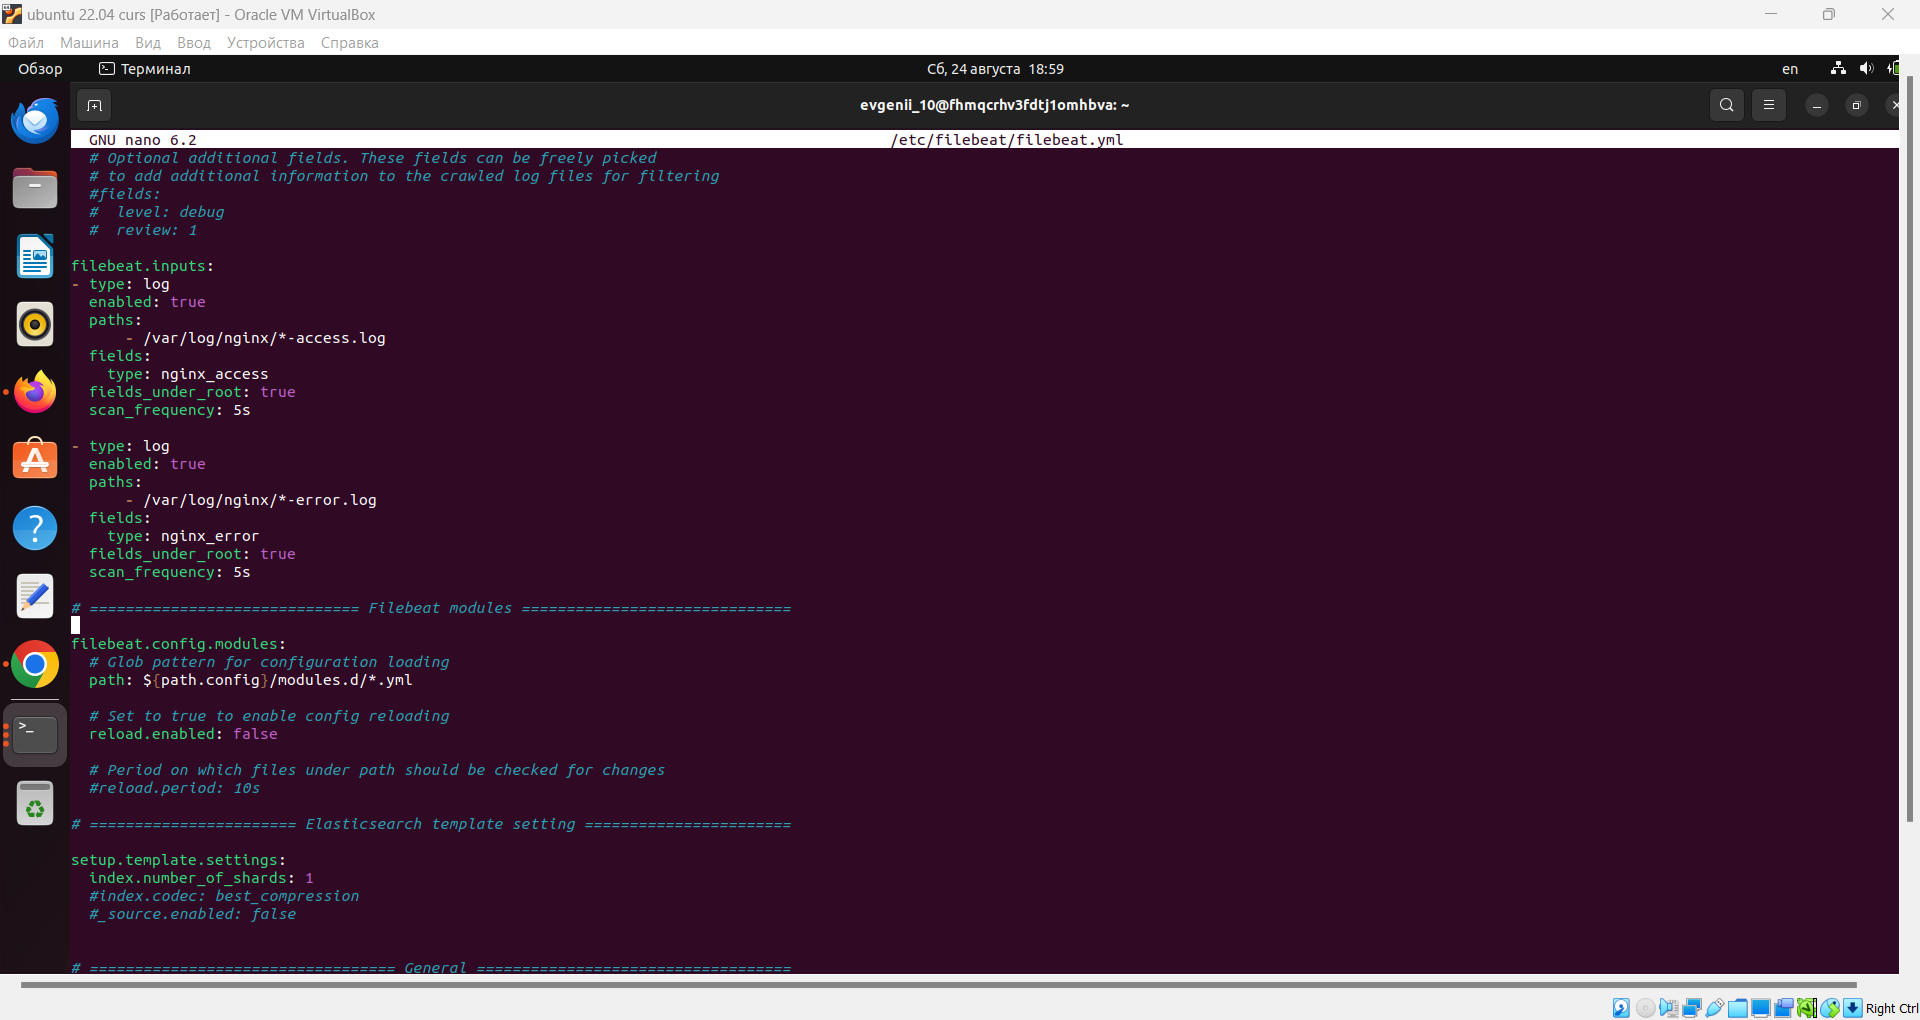 ubuntu 22.04 curs [Работает] - Oracle VM VirtualBox
Файл Машина Вид Ввод Устройства Справка
Обзор Терминал Сб, 24 августа 18:59 en
evgenii_10@fhmqcrhv3fdtj1omhbva: ~
GNU nano 6.2 /etc/filebeat/filebeat.yml
# Optional additional fields. These fields can be freely picked
# to add additional information to the crawled log files for filtering
#fields:
#  level: debug
#  review: 1
filebeat.inputs:
- type: log
enabled: true
paths:
- /var/log/nginx/*-access.log
fields:
type: nginx_access
fields_under_root: true
scan_frequency: 5s
- type: log
enabled: true
paths:
- /var/log/nginx/*-error.log
fields:
type: nginx_error
fields_under_root: true
scan_frequency: 5s
# ============================== Filebeat modules ==============================
filebeat.config.modules:
# Glob pattern for configuration loading
path: ${path.config}/modules.d/*.yml
# Set to true to enable config reloading
reload.enabled: false
# Period on which files under path should be checked for changes
#reload.period: 10s
# ======================= Elasticsearch template setting =======================
setup.template.settings:
index.number_of_shards: 1
#index.codec: best_compression
#_source.enabled: false
# ================================== General ===================================
Right Ctrl